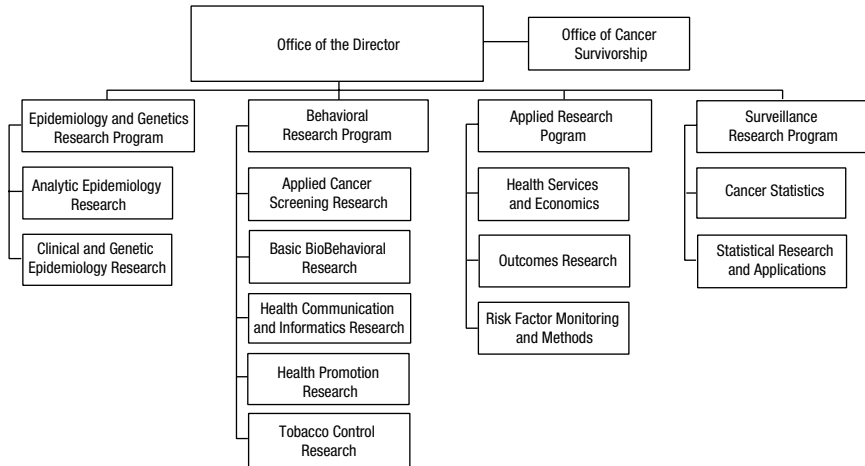 Office of the Director
Office of Cancer
Survivorship
Epidemiology and Genetics
Research Program
Analytic Epidemiology
Research
Clinical and Genetic
Epidemiology Research
Behavioral
Research Program
Applied Cancer
Screening Research
Basic BioBehavioral
Research
Health Communication
and Informatics Research
Health Promotion
Research
Tobacco Control
Research
Applied Research
Pogram
Health Services
and Economics
Outcomes Research
Risk Factor Monitoring
and Methods
Surveillance
Research Program
Cancer Statistics
Statistical Research
and Applications